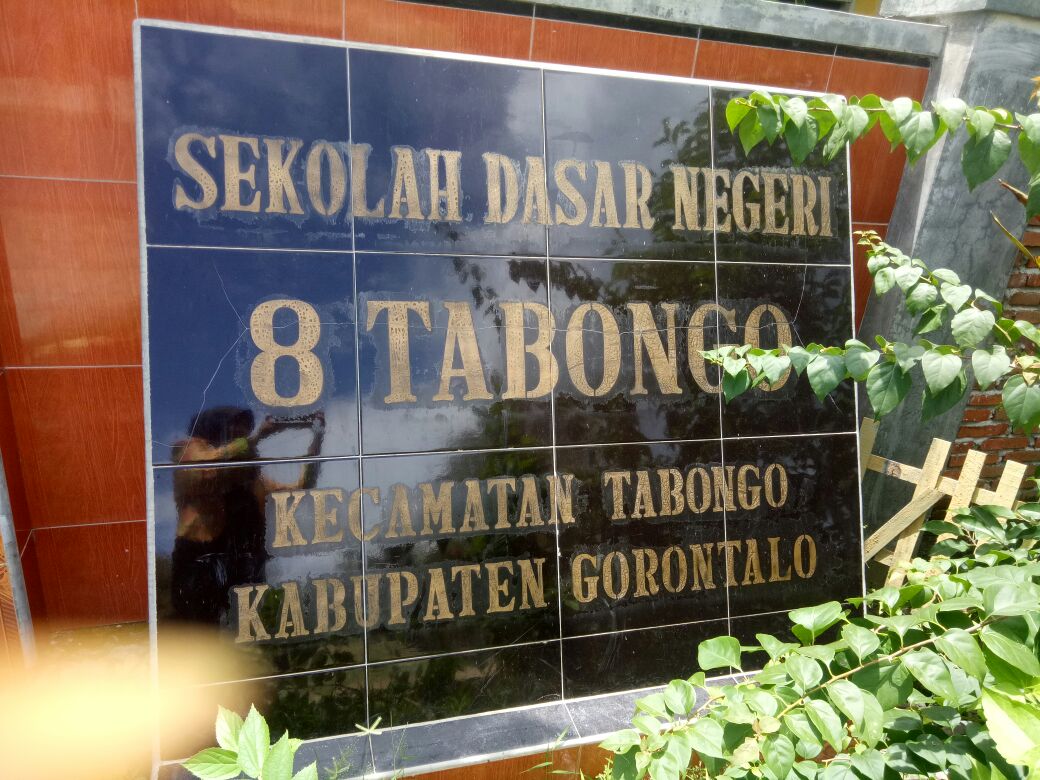 SEKOLAH DASAR NEGERI
8 TABONGO
KECAMATAN TABONGO
KABUPATEN GORONTALO